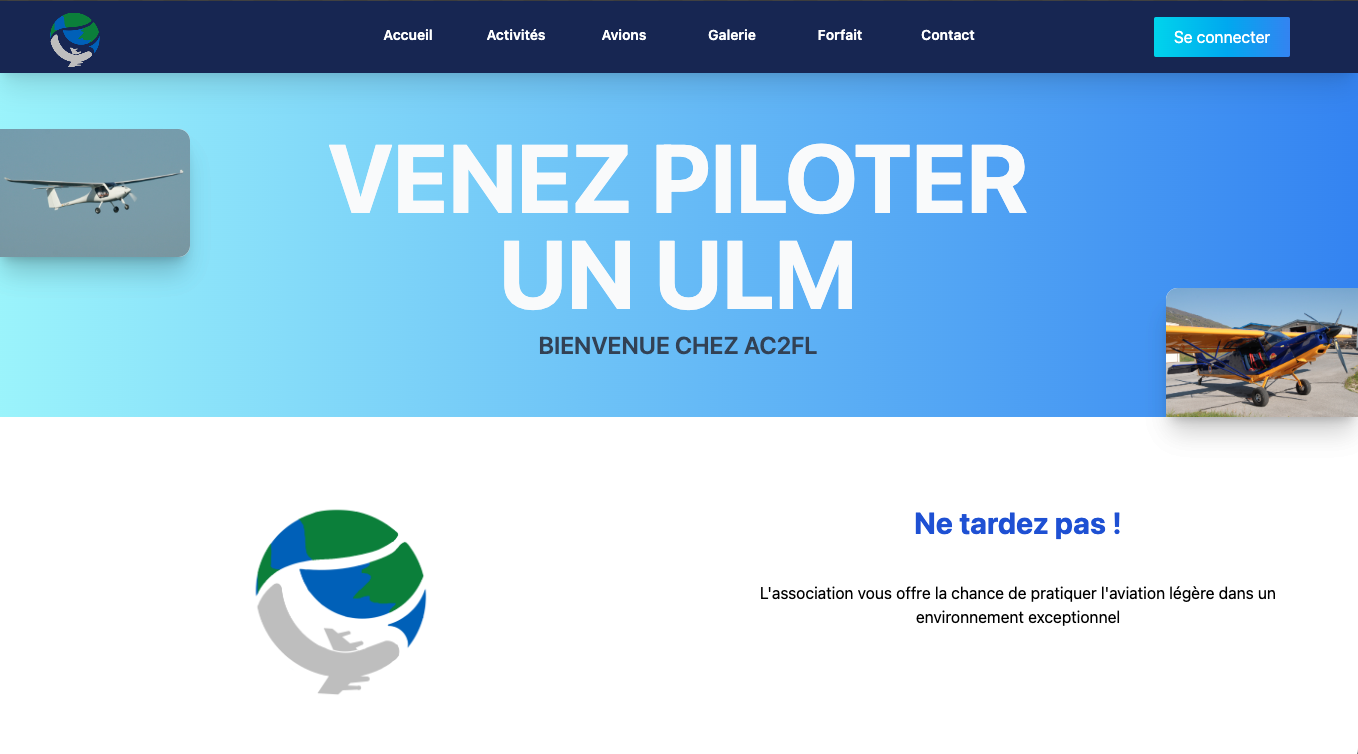 Accueil
Activités
Avions
Galerie
Forfait
Contact
Se connecter
VENEZ PILOTER
UN ULM
BIENVENUE CHEZ AC2FL
Ne tardez pas !
L'association vous offre la chance de pratiquer l'aviation légère dans un
environnement exceptionnel